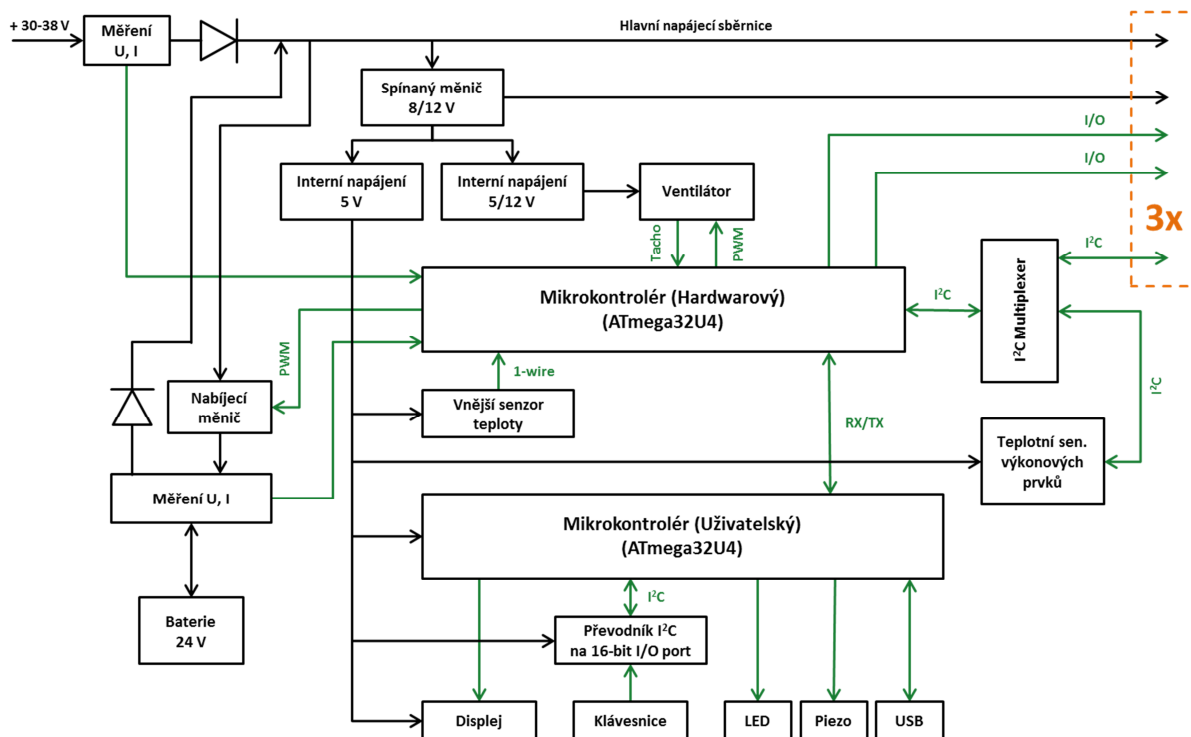 + 30-38 V
Měření
U, I
Hlavní napájecí sběrnice
Spínaný měnič
8/12 V
I/O
I/O
Interní napájení
5 V
Interní napájení
5/12 V
Ventilátor
3x
Tacho
PWM
I²C
Mikrokontrolér (Hardwarový)
(ATmega32U4)
I²C
I²C Multiplexer
PWM
1-wire
I²C
Nabíjecí
měnič
Vnější senzor
teploty
RX/TX
Teplotní sen.
výkonových
prvků
Měření U, I
Mikrokontrolér (Uživatelský)
(ATmega32U4)
I²C
Baterie
24 V
Převodník I²C
na 16-bit I/O port
Displej
Klávesnice
LED
Piezo
USB